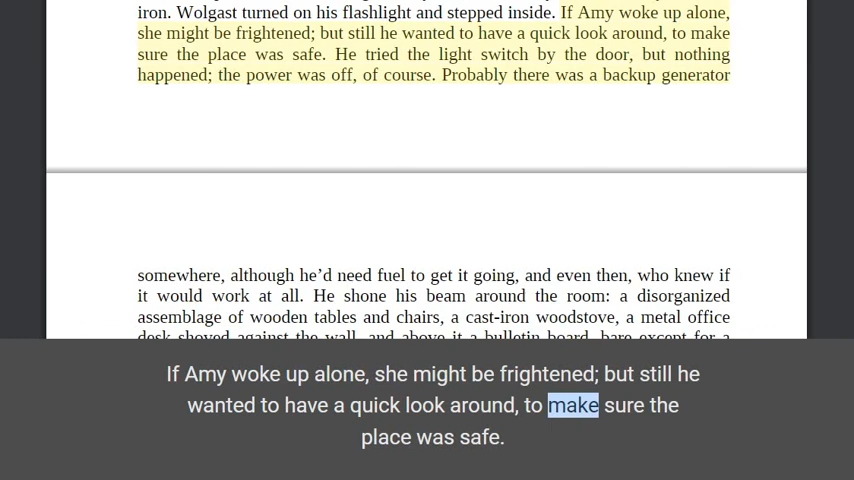 iron. Wolgast turned on his flashlight and stepped inside. If Amy woke up alone,
she might be frightened; but still he wanted to have a quick look around, to make
sure the place was safe. He tried the light switch by the door, but nothing
happened; the power was off, of course. Probably there was a backup generator
somewhere, although he’d need fuel to get it going, and even then, who knew if
it would work at all. He shone his beam around the room: a disorganized
assemblage of wooden tables and chairs, a cast-iron woodstove, a metal office
desk shoved against the wall, and above it a bulletin board, bare except for a
If Amy woke up alone, she might be frightened; but still he
wanted to have a quick look around, to make sure the
place was safe.